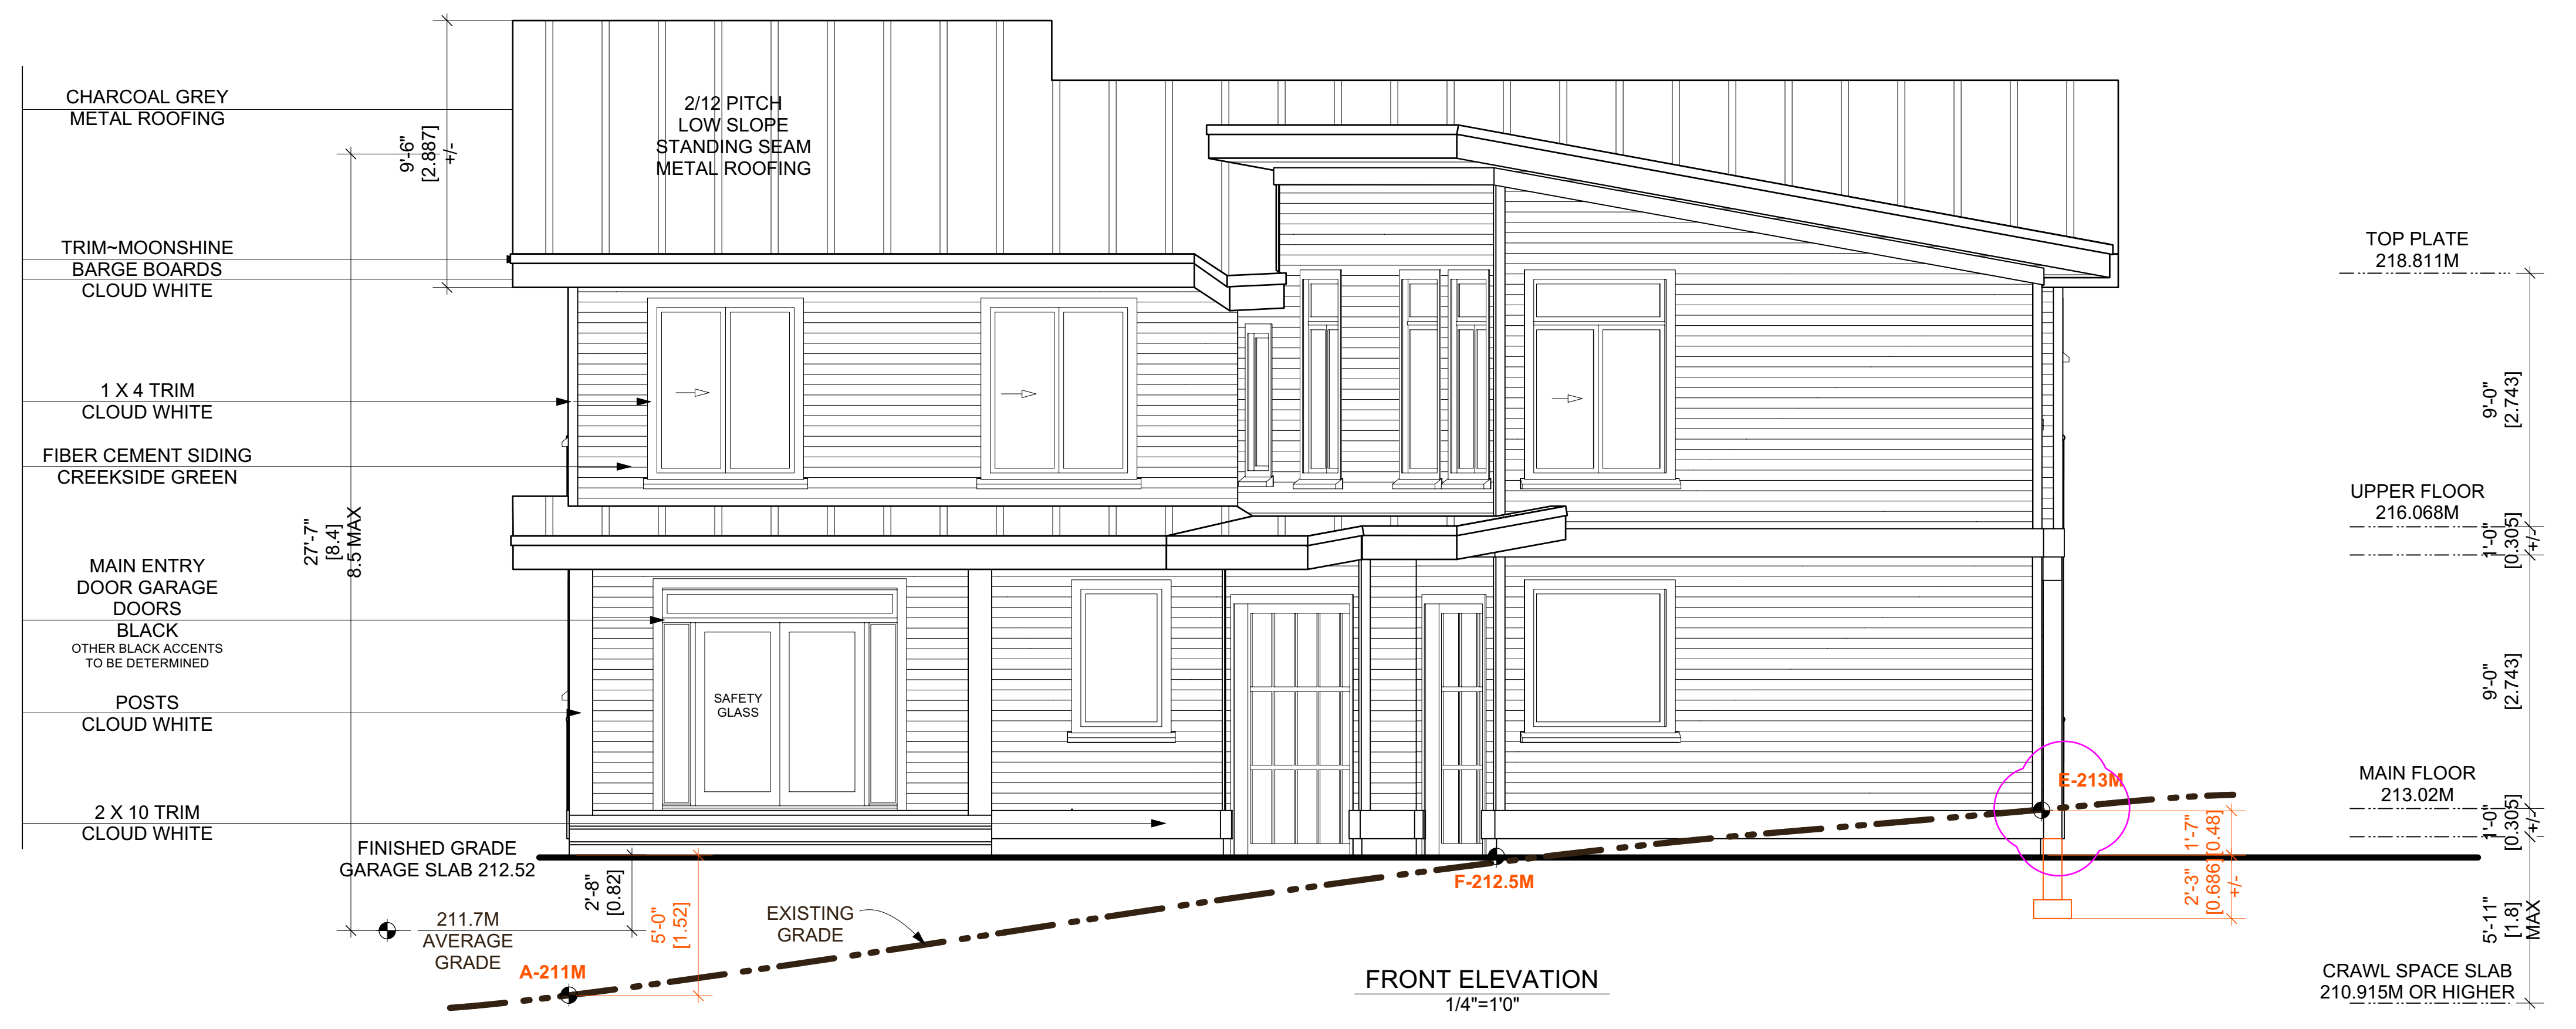 CHARCOAL GREY
METAL ROOFING
TRIM~MOONSHINE
BARGE BOARDS
CLOUD WHITE
1 X 4 TRIM
CLOUD WHITE
FIBER CEMENT SIDING
CREEKSIDE GREEN
MAIN ENTRY
DOOR GARAGE
DOORS
BLACK
OTHER BLACK ACCENTS
TO BE DETERMINED
POSTS
CLOUD WHITE
2 X 10 TRIM
CLOUD WHITE
9'-6"
[2.887]
+/-
27'-7"
[8.4]
8.5 MAX
2/12 PITCH
LOW SLOPE
STANDING SEAM
METAL ROOFING
SAFETY
GLASS
FINISHED GRADE
GARAGE SLAB 212.52
2'-8"
[0.82]
5'-0"
[1.52]
211.7M
AVERAGE
GRADE
A-211M
EXISTING
GRADE
F-212.5M
E-213M
1'-7"
[0.48]
2'-3"
[0.686]
+/-
FRONT ELEVATION
1/4"=1'0"
TOP PLATE
218.811M
9'-0"
[2.743]
UPPER FLOOR
216.068M
1'-0"
[0.305]
+/-
9'-0"
[2.743]
MAIN FLOOR
213.02M
1'-0"
[0.305]
+/-
5'-11"
[1.8]
MAX
CRAWL SPACE SLAB
210.915M OR HIGHER